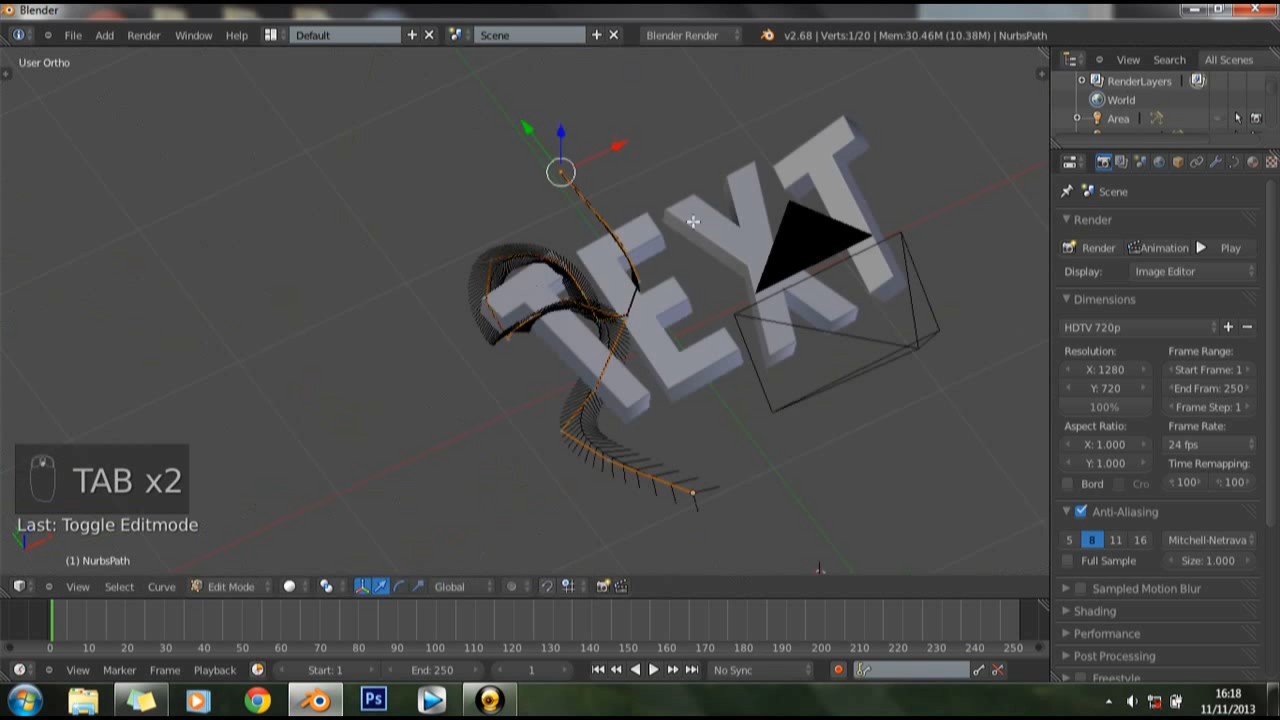 Blender
File Add Render Window Help Default Scene Blender Render v2.68 | Verts:1/20 | Mem:30.46M (10.38M) | NurbsPath
User Ortho
View Search All Scenes
RenderLayers
World
Area
Scene
Render
Render Animation Play
Display: Image Editor
Dimensions
HDTV 720p
Resolution: Frame Range:
X: 1280 Start Frame: 1
Y: 720 End Fram: 250
100% Frame Step: 1
Aspect Ratio: Frame Rate:
X: 1.000 24 fps
Y: 1.000 Time Remapping:
Bord Cro 100 100
Anti-Aliasing
5 8 11 16 Mitchell-Netrava
Full Sample Size: 1.000
Sampled Motion Blur
Shading
Performance
Post Processing
Freestyle
TEXT
TAB x2
Last: Toggle Editmode
(1) NurbsPath
View Select Curve Edit Mode Global
0 10 20 30 40 50 60 70 80 90 100 110 120 130 140 150 160 170 180 190 200 210 220 230 240 250
View Marker Frame Playback Start: 1 End: 250 1 No Sync
Ps
16:18
11/11/2013